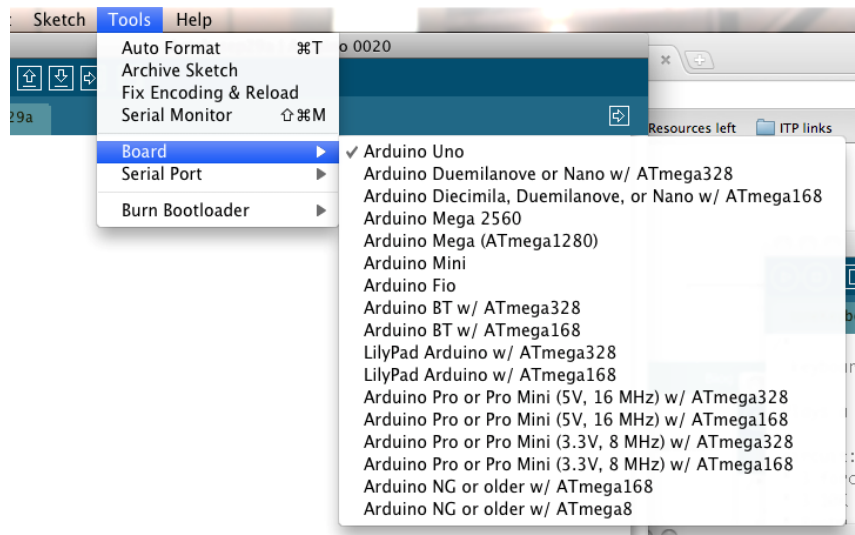 Sketch Tools Help
Auto Format ⌘T
o 0020
Archive Sketch
Fix Encoding & Reload
29a
Serial Monitor ⇧⌘M
Resources left ITP links
Board
Serial Port
Burn Bootloader
✓ Arduino Uno
Arduino Duemilanove or Nano w/ ATmega328
Arduino Diecimila, Duemilanove, or Nano w/ ATmega168
Arduino Mega 2560
Arduino Mega (ATmega1280)
Arduino Mini
Arduino Fio
Arduino BT w/ ATmega328
Arduino BT w/ ATmega168
LilyPad Arduino w/ ATmega328
LilyPad Arduino w/ ATmega168
Arduino Pro or Pro Mini (5V, 16 MHz) w/ ATmega328
Arduino Pro or Pro Mini (5V, 16 MHz) w/ ATmega168
Arduino Pro or Pro Mini (3.3V, 8 MHz) w/ ATmega328
Arduino Pro or Pro Mini (3.3V, 8 MHz) w/ ATmega168
Arduino NG or older w/ ATmega168
Arduino NG or older w/ ATmega8